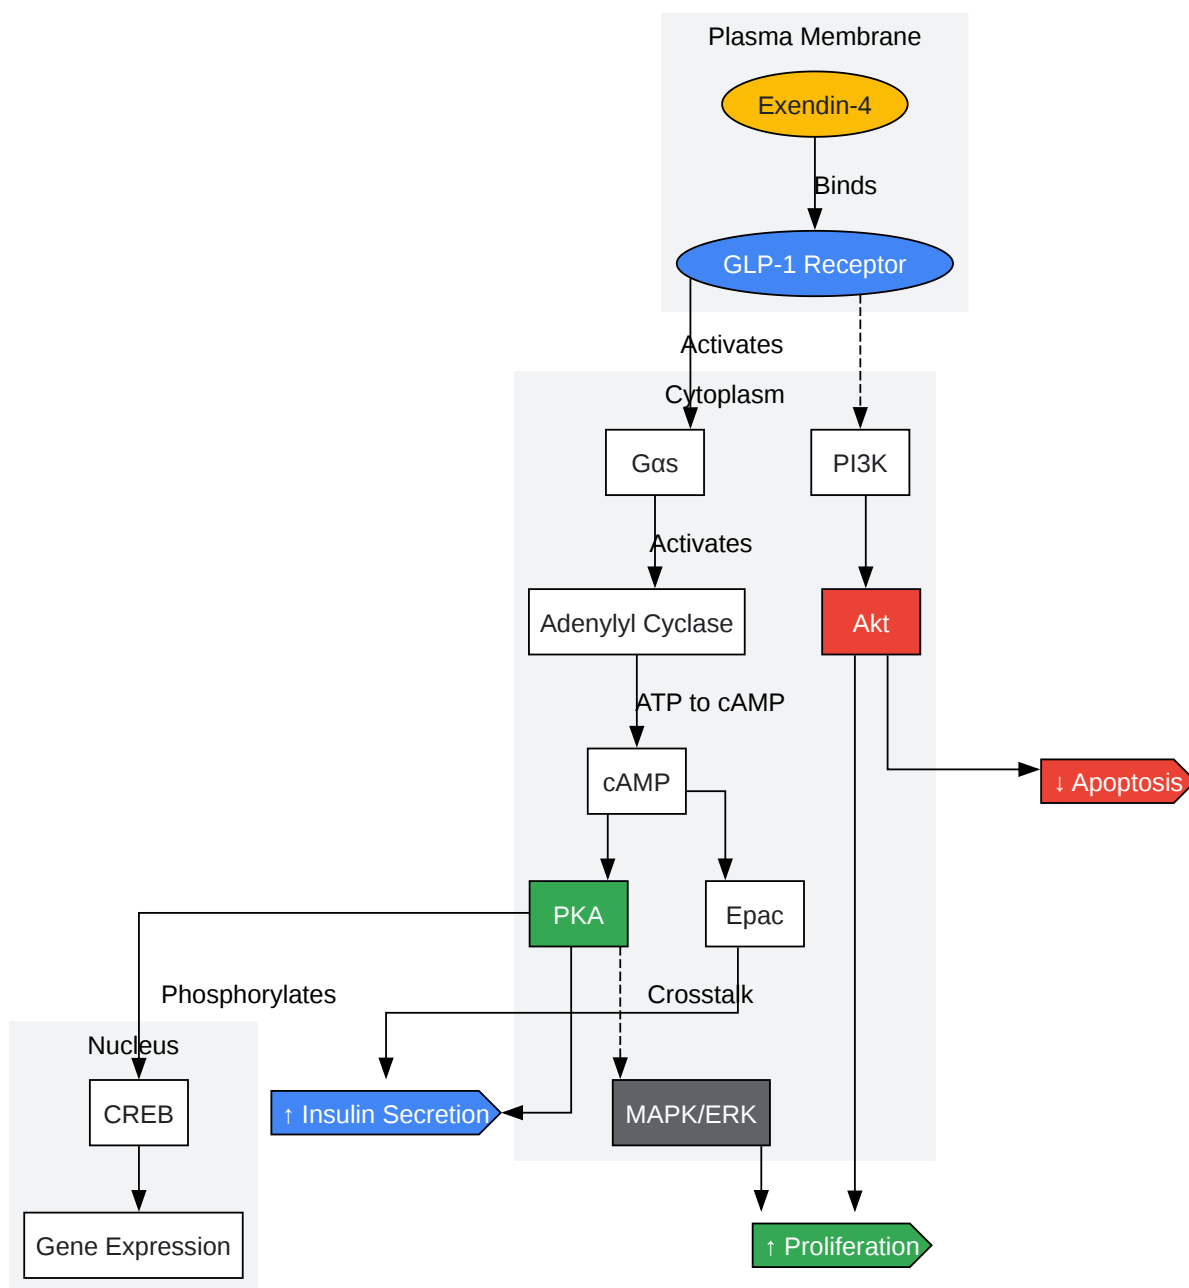 Plasma Membrane
Exendin-4
Binds
GLP-1 Receptor
Activates
Cytoplasm
Gαs
PI3K
Activates
Adenylyl Cyclase
Akt
ATP to cAMP
cAMP
↓ Apoptosis
PKA
Epac
Phosphorylates
Crosstalk
Nucleus
CREB
↑ Insulin Secretion
MAPK/ERK
Gene Expression
↑ Proliferation